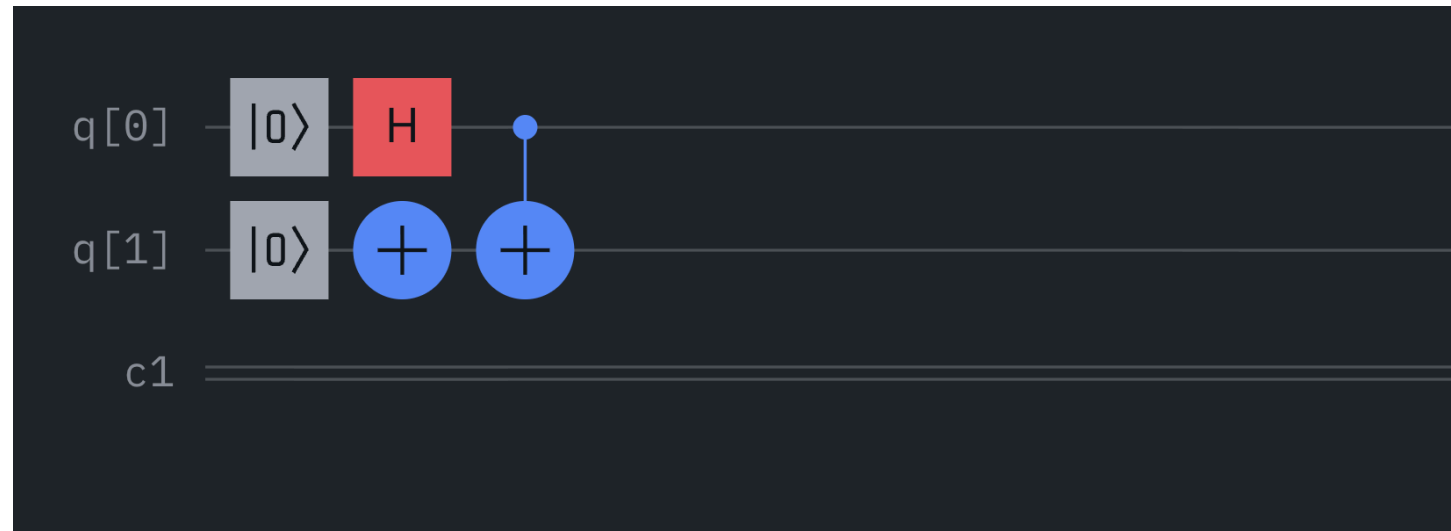 q[0] |0⟩ H
q[1] |0⟩ + +
c1